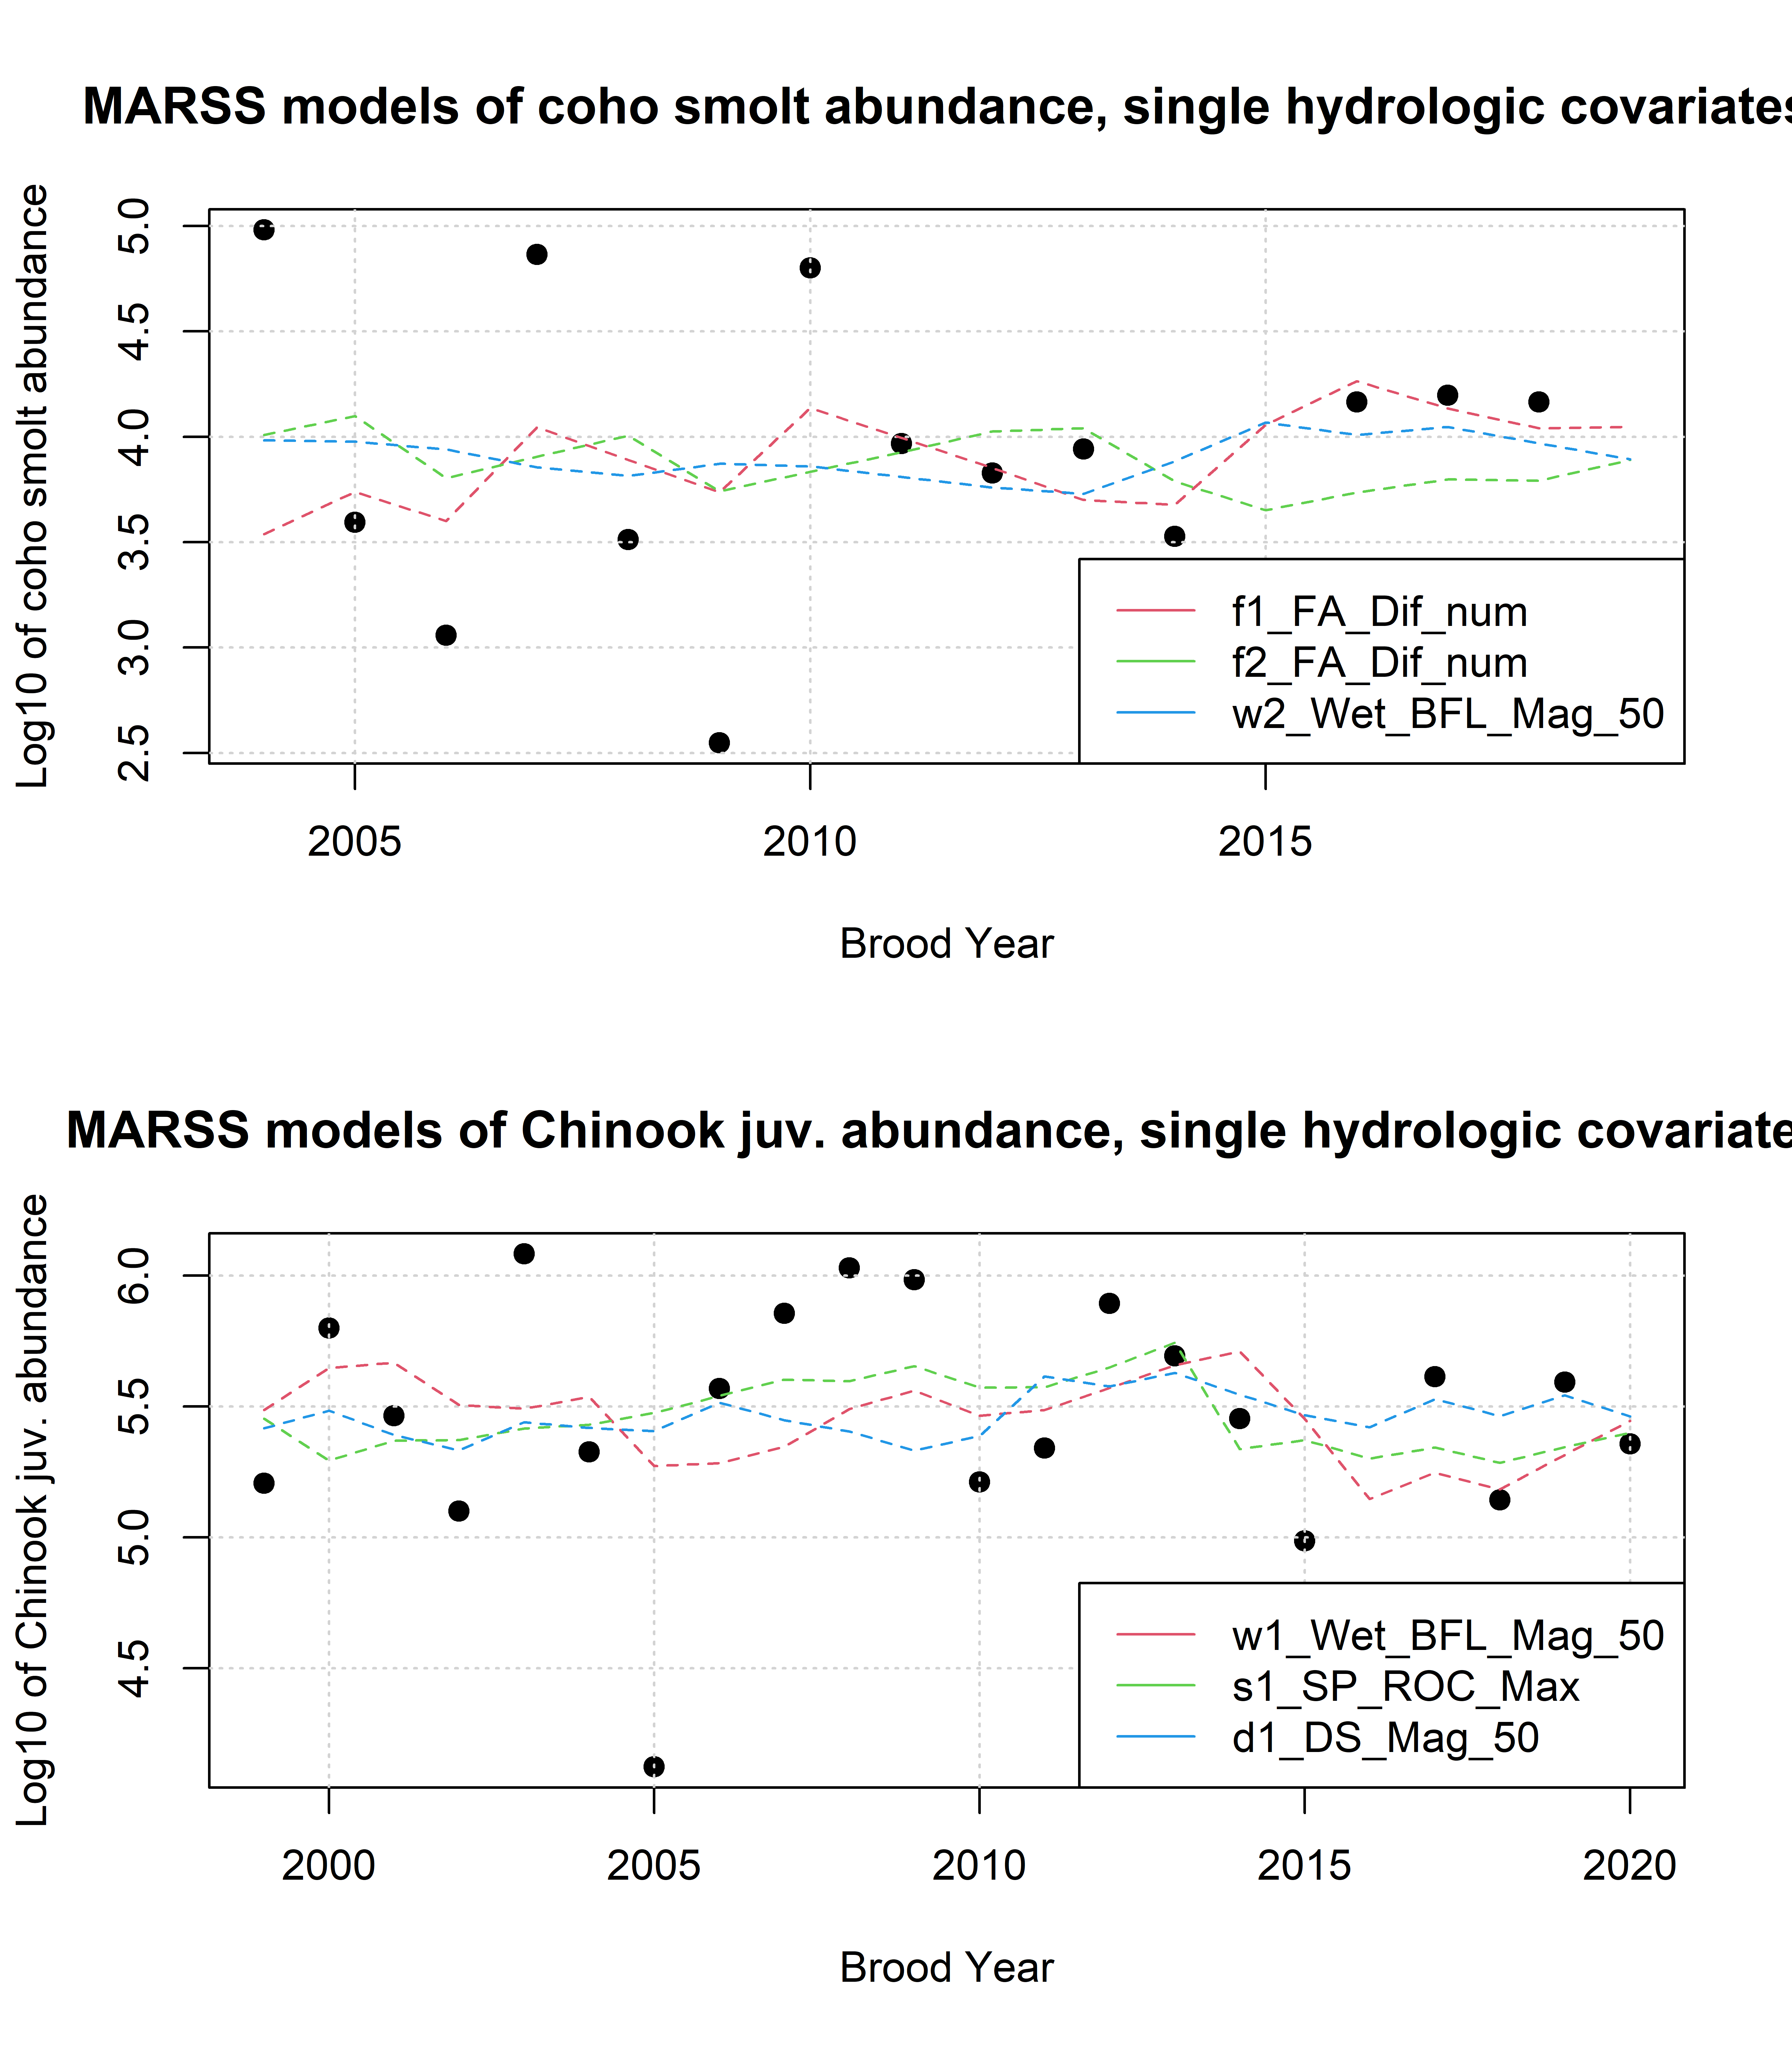 MARSS models of coho smolt abundance, single hydrologic covariates
Log10 of coho smolt abundance
5.0
4.5
4.0
3.5
3.0
2.5
f1_FA_Dif_num
f2_FA_Dif_num
w2_Wet_BFL_Mag_50
2005 2010 2015
Brood Year
MARSS models of Chinook juv. abundance, single hydrologic covariate
Log10 of Chinook juv. abundance
6.0
5.5
5.0
4.5
w1_Wet_BFL_Mag_50
s1_SP_ROC_Max
d1_DS_Mag_50
2000 2005 2010 2015 2020
Brood Year